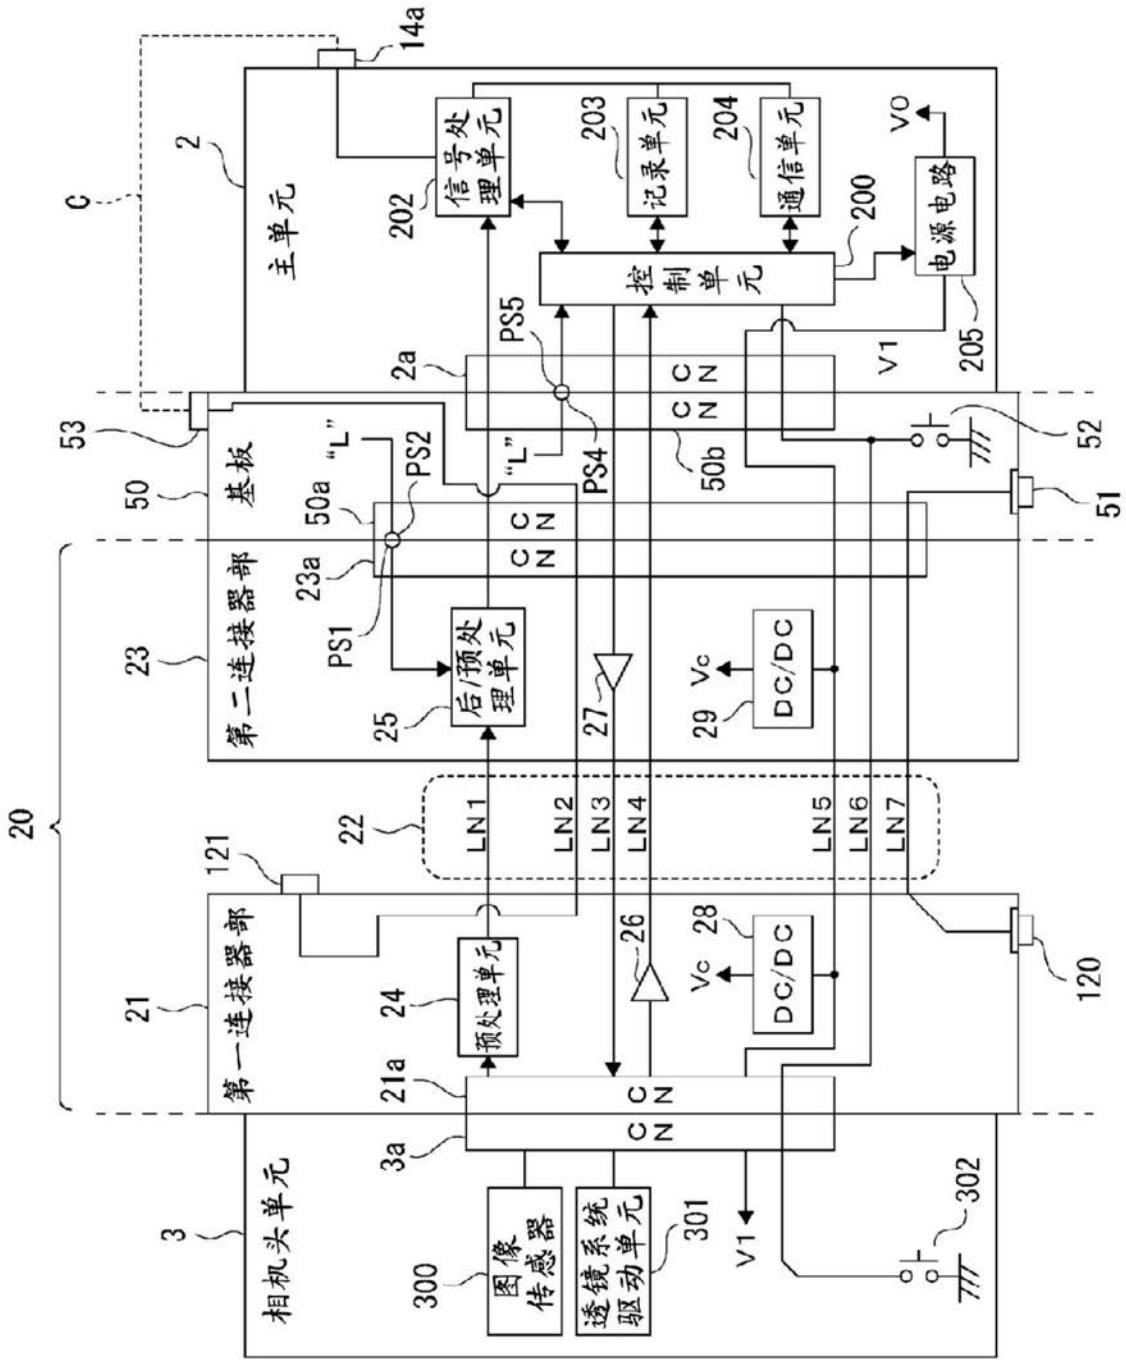 20
3
相机头单元
300
图像
传感器
透镜系统
驱动单元
301
V1
302
3a
CN
21
第一连接器部
21a
CN
24
预处理单元
121
26
Vc
28
DC/DC
120
22
LN1
LN2
LN3
LN4
LN5
LN6
LN7
23
第二连接器部
25
后/预处
理单元
27
Vc
29
DC/DC
PS1
23a
CN
50
基板
50a
CN
PS2
“L”
53
“L”
PS4
50b
CN
51
52
C
2
主单元
2a
CN
PS5
14a
202
信号处
理单元
203
记录单元
204
通信单元
200
控制
单元
V0
电源电路
205
V1